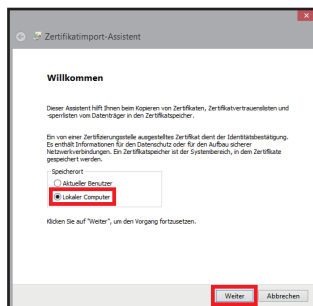 Zertifikatimport-Assistent
Willkommen
Dieser Assistent hilft Ihnen beim Kopieren von Zertifikaten, Zertifikatvertrauenslisten und
-sperrlisten vom Datenträger in den Zertifikatspeicher.
Ein von einer Zertifizierungsstelle ausgestelltes Zertifikat dient der Identitätsbestätigung.
Es enthält Informationen für den Datenschutz oder für den Aufbau sicherer
Netzwerkverbindungen. Ein Zertifikatspeicher ist der Systembereich, in dem Zertifikate
gespeichert werden.
Speicherort
Aktueller Benutzer
Lokaler Computer
Klicken Sie auf "Weiter", um den Vorgang fortzusetzen.
Weiter Abbrechen